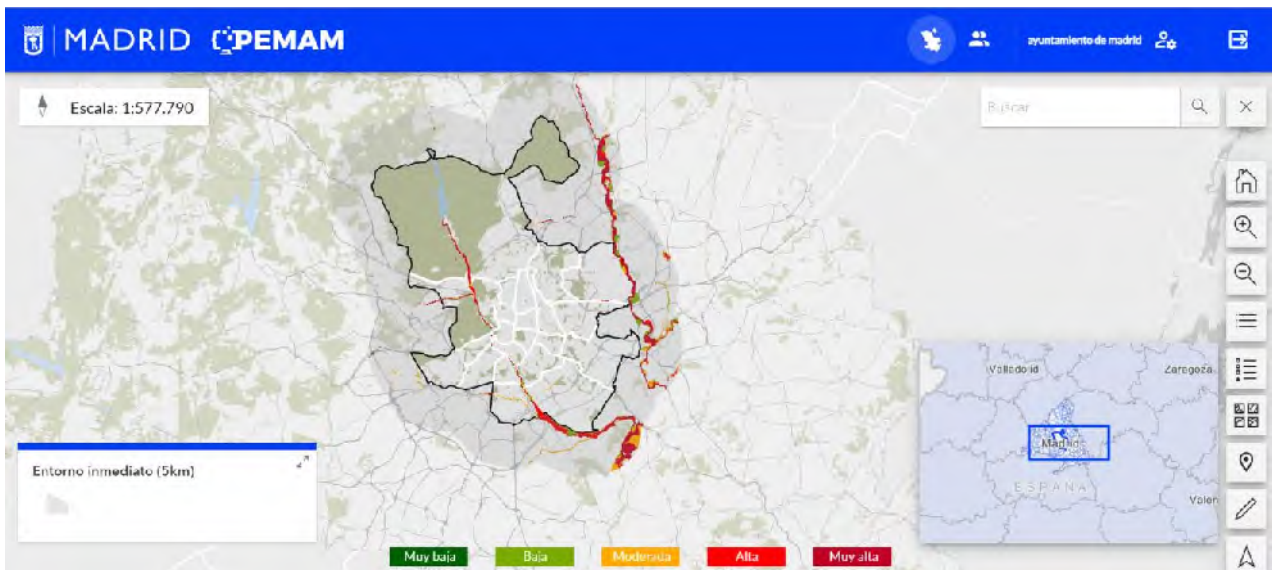 MADRID PEMAM
ayuntamiento de madrid
Escala: 1:577.790
Buscar
Valladolid
Zaragoza
Madrid
ESPAÑA
Valen
Entorno inmediato (5km)
Muy baja
Baja
Moderada
Alta
Muy alta